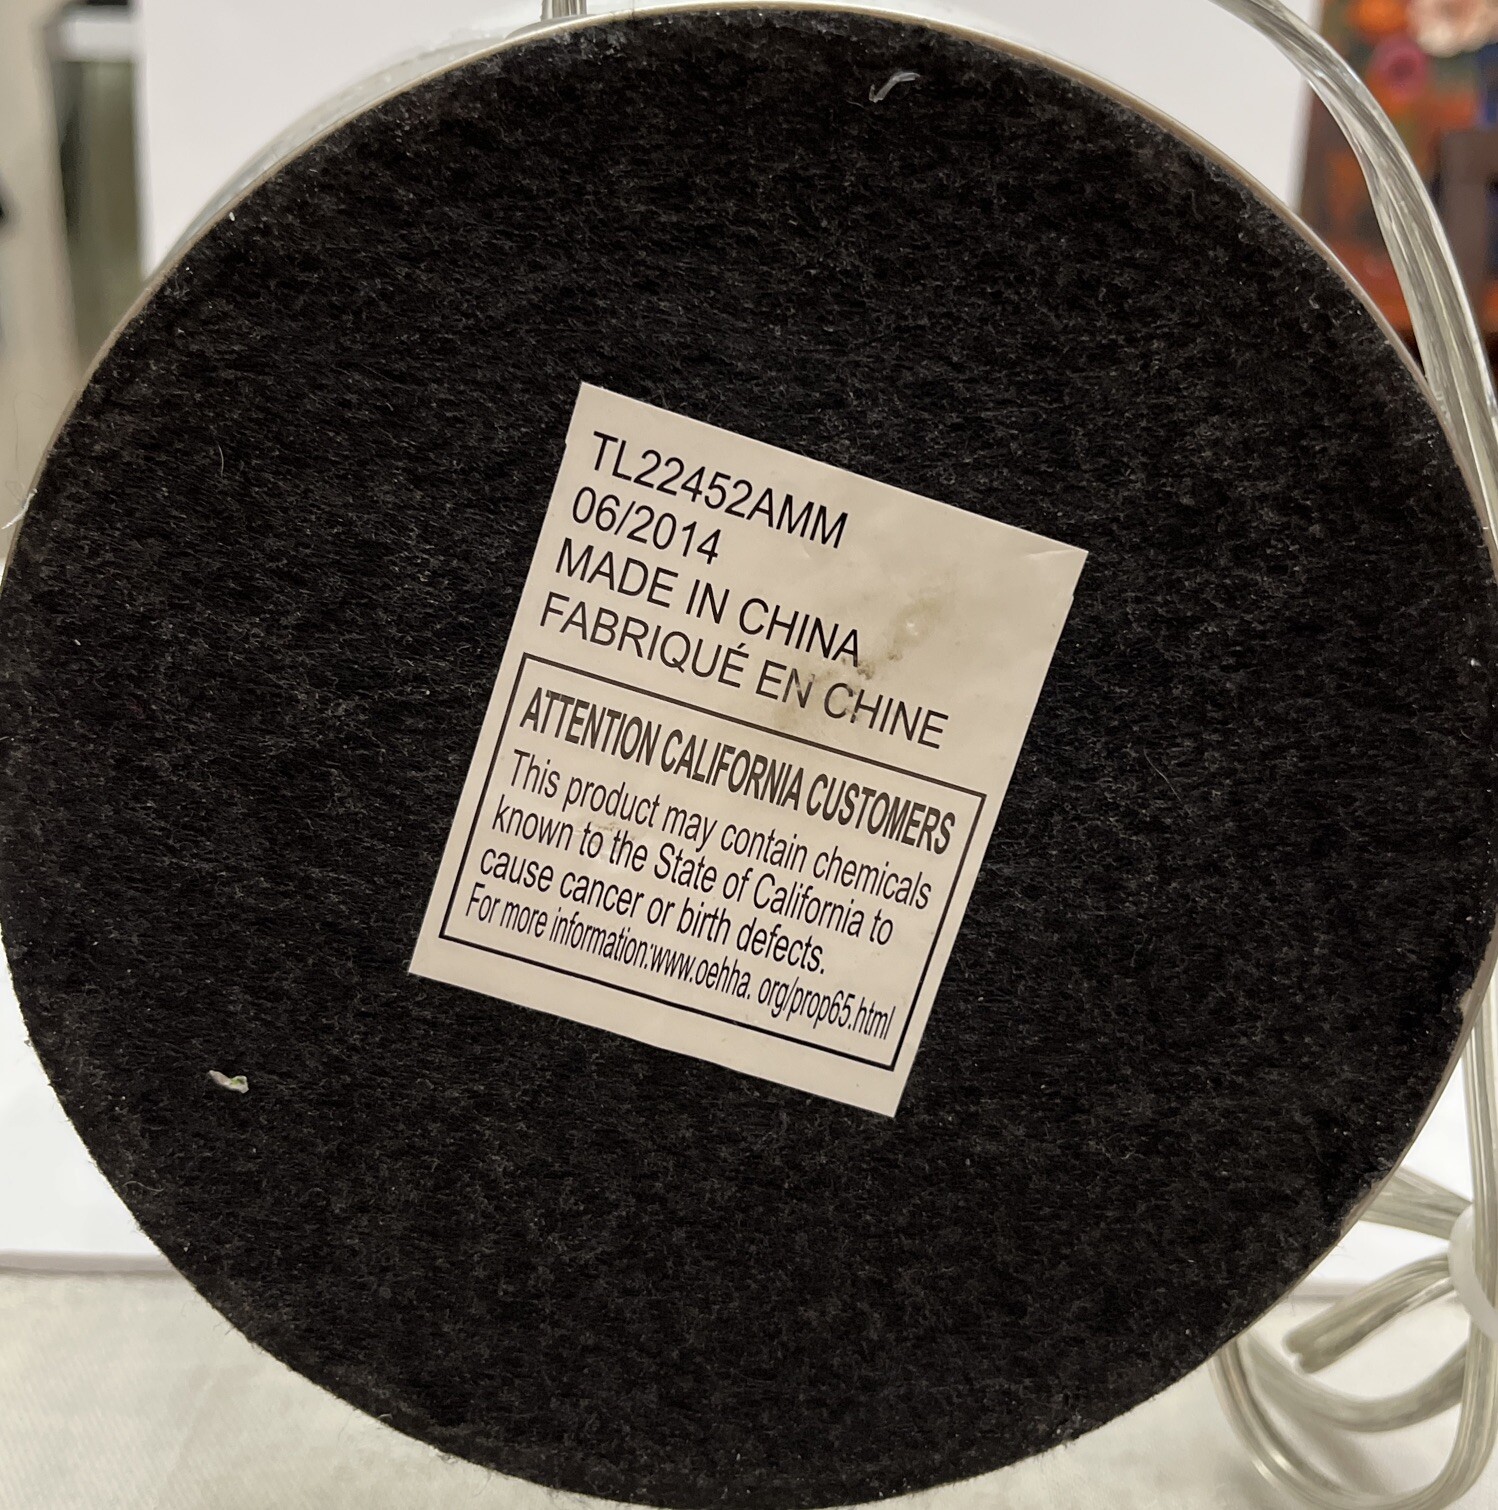 TL22452AMM
06/2014
MADE IN CHINA
FABRIQUÉ EN CHINE
ATTENTION CALIFORNIA CUSTOMERS
This product may contain chemicals
known to the State of California to
cause cancer or birth defects.
For more information:www.oehha. org/prop65.html